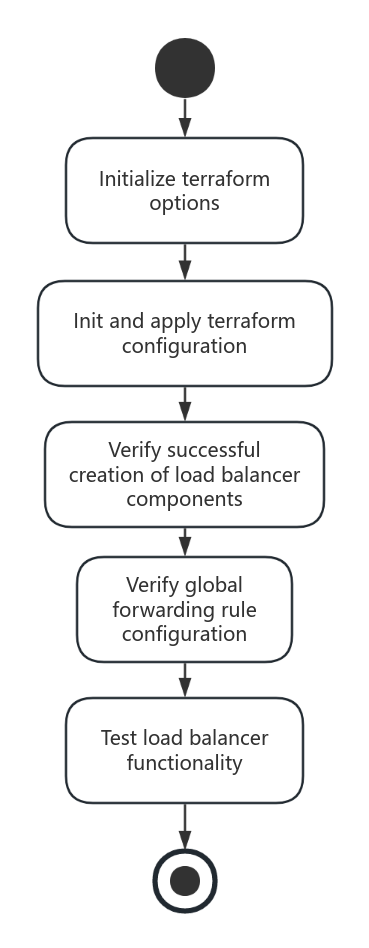 Initialize terraform
options
Init and apply terraform
configuration
Verify successful
creation of load balancer
components
Verify global
forwarding rule
configuration
Test load balancer
functionality